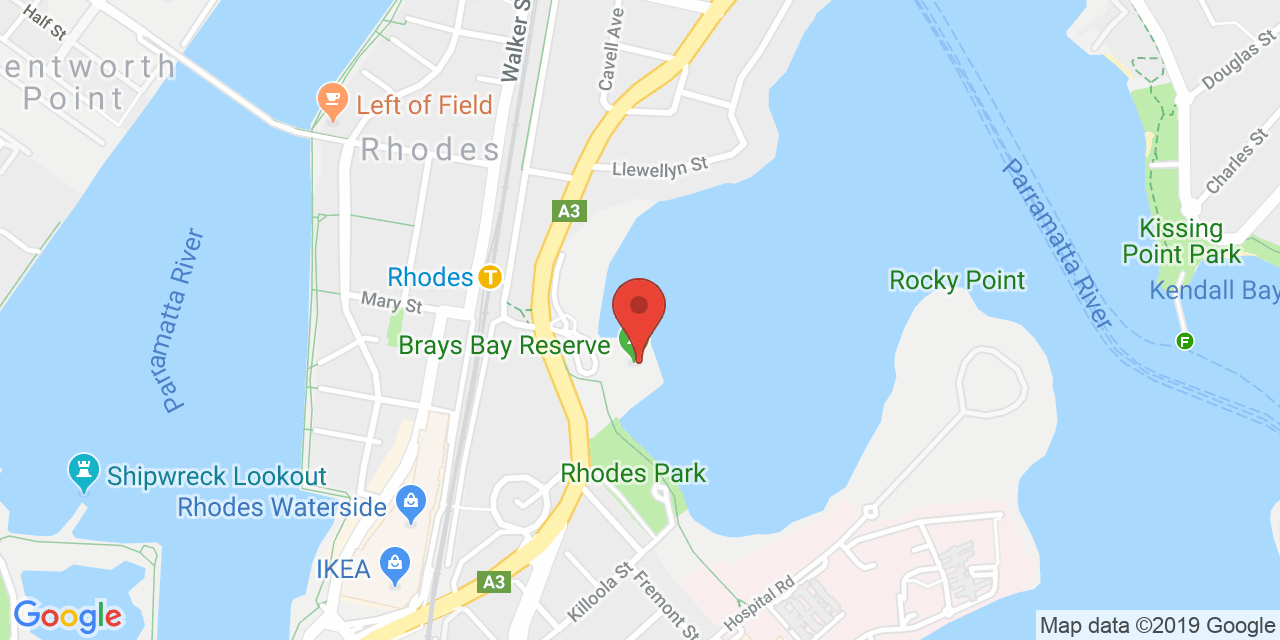 Half St
entworth
Point
Walker S
Cavell Ave
Left of Field
Rhodes
Llewellyn St
A3
Douglas St
Charles St
Parramatta River
Kissing
Point Park
Kendall Bay
F
Rocky Point
Parramatta River
Rhodes
T
Mary St
Brays Bay Reserve
Shipwreck Lookout
Rhodes Waterside
Rhodes Park
IKEA
A3
Killoola St
Fremont St
Hospital Rd
Google
Map data ©2019 Google